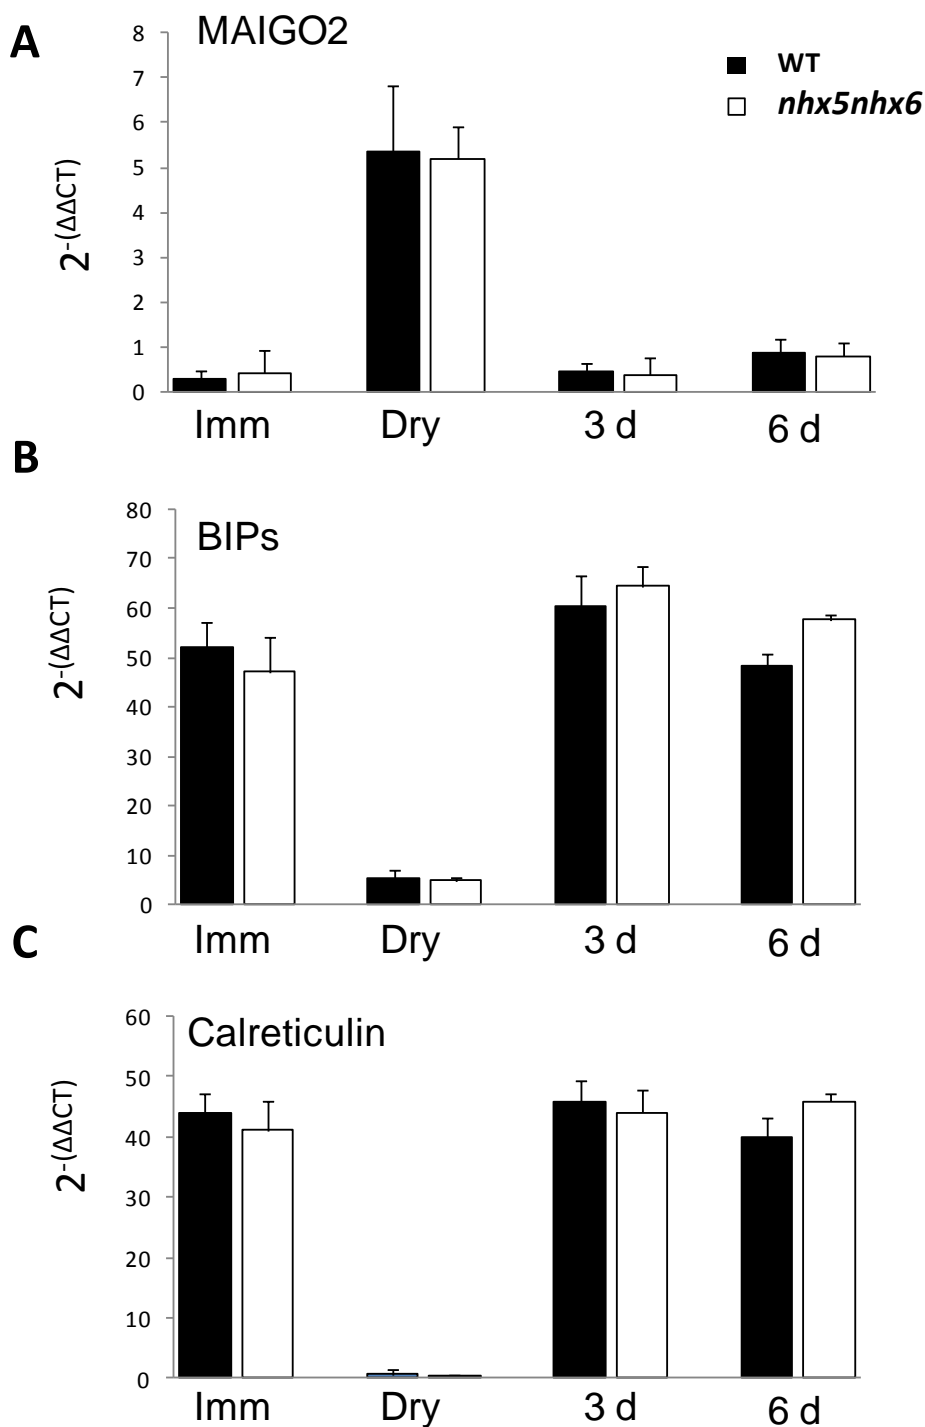 A
MAIGO2
WT
nhx5nhx6
2-(ΔΔCT)
8
7
6
5
4
3
2
1
0
Imm Dry 3 d 6 d
B
BIPs
2-(ΔΔCT)
80
70
60
50
40
30
20
10
0
Imm Dry 3 d 6 d
C
Calreticulin
2-(ΔΔCT)
60
50
40
30
20
10
0
Imm Dry 3 d 6 d